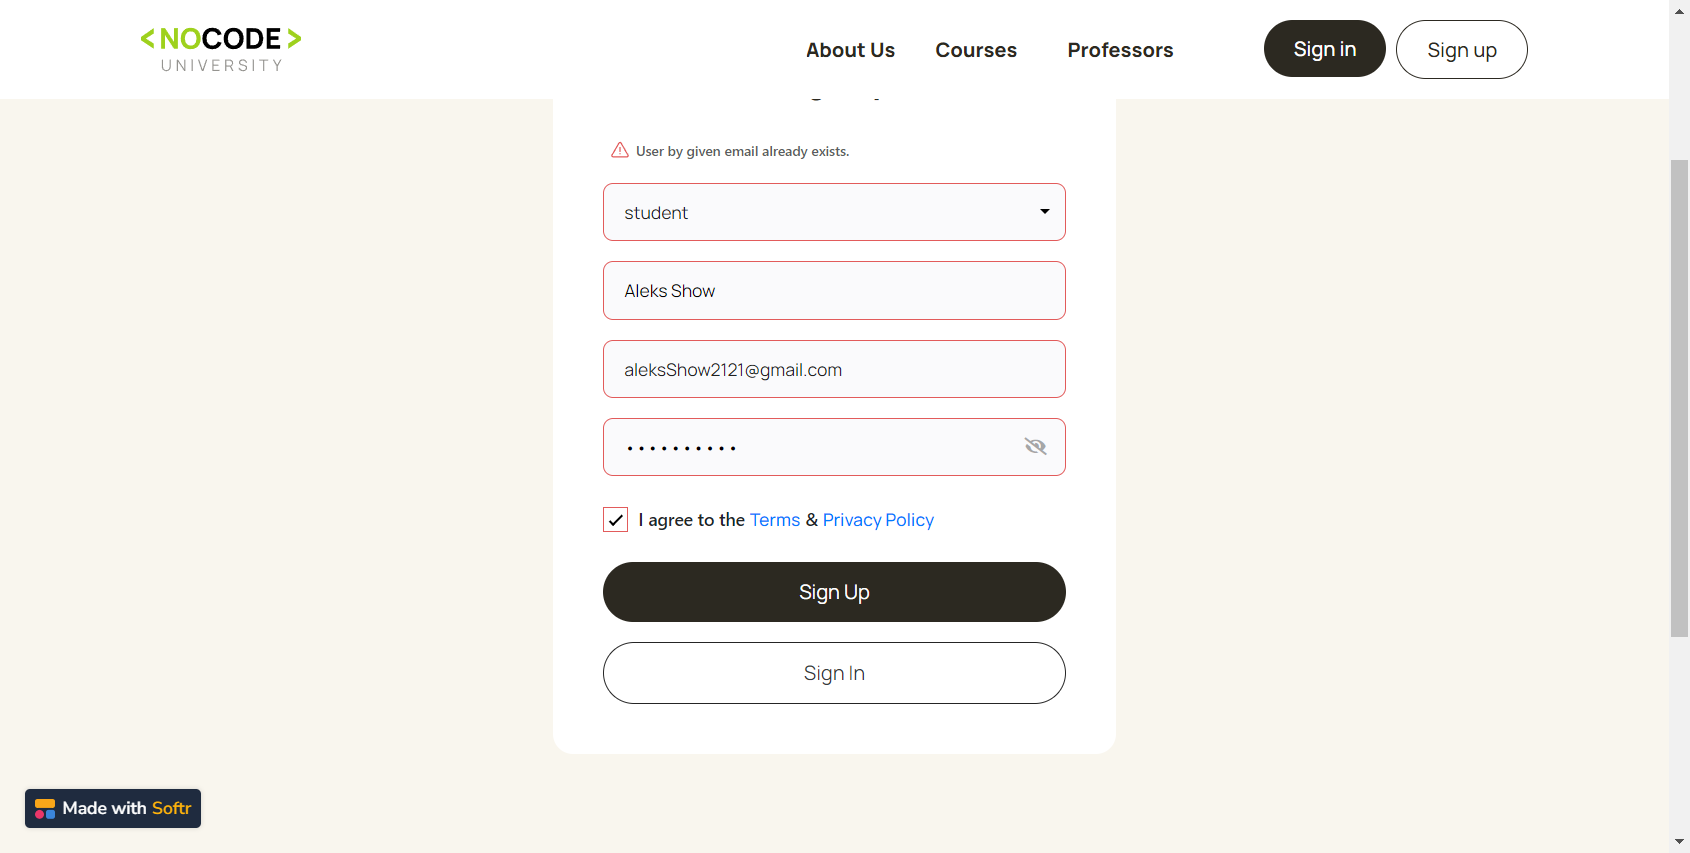 <NOCODE>
UNIVERSITY
About Us
Courses
Professors
Sign in
Sign up
User by given email already exists.
student
Aleks Show
aleksShow2121@gmail.com
I agree to the Terms & Privacy Policy
Sign Up
Sign In
Made with Softr